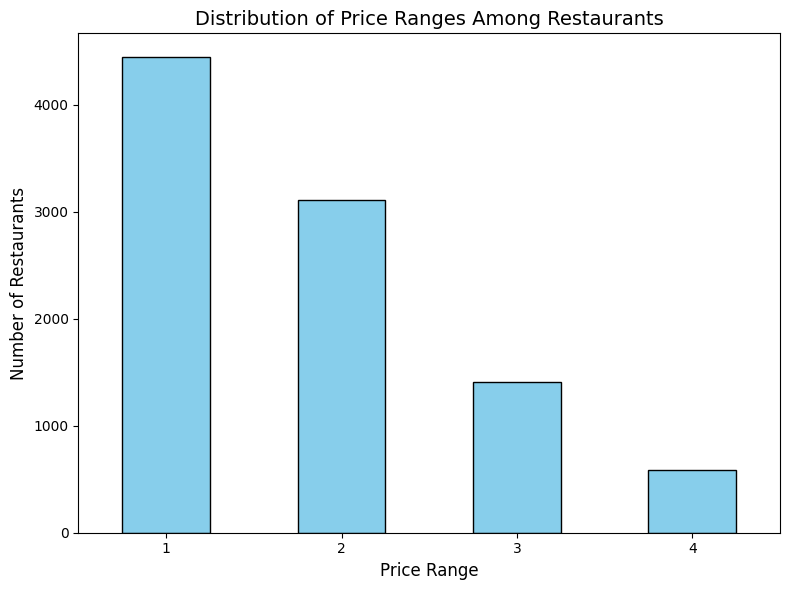 Distribution of Price Ranges Among Restaurants
Number of Restaurants
4000
3000
2000
1000
0
1 2 3 4
Price Range